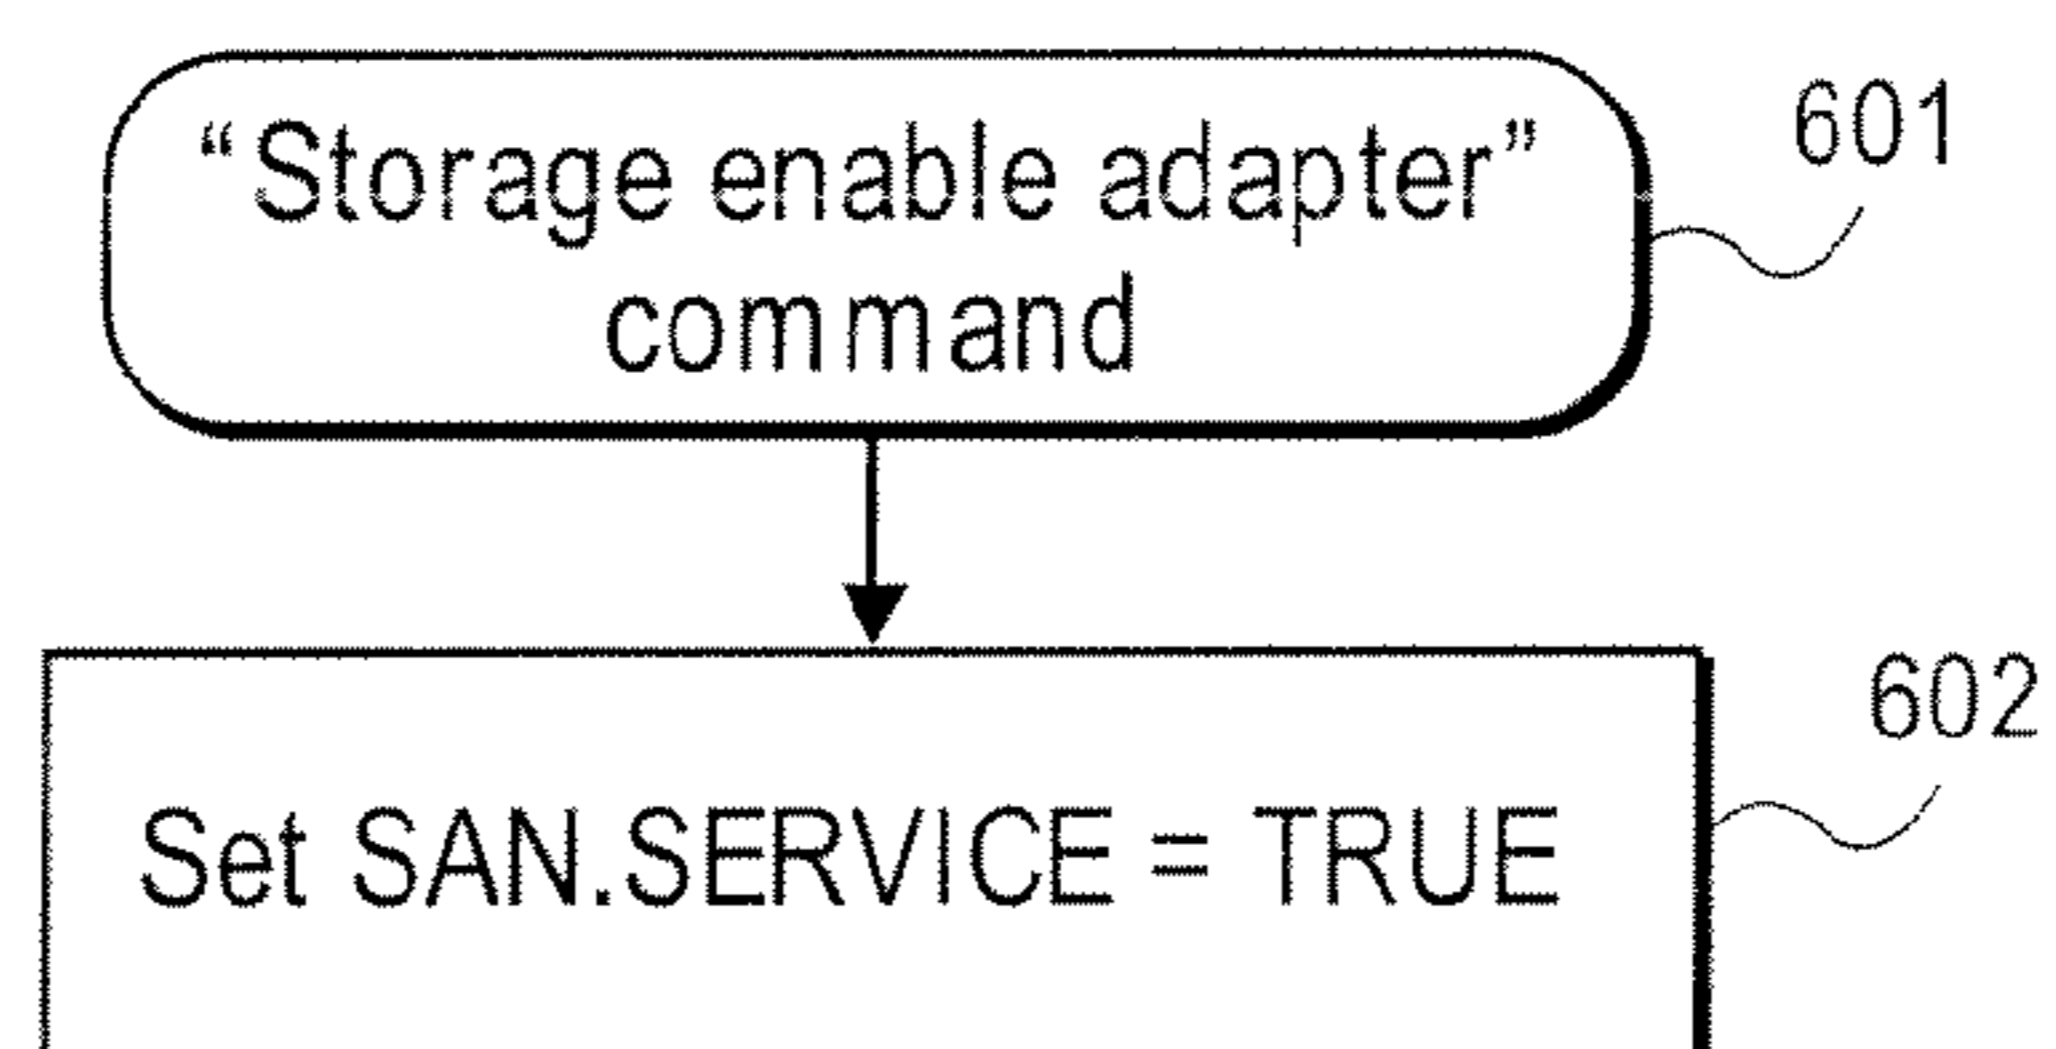 “Storage enable adapter”
command
601
602
Set SAN.SERVICE = TRUE